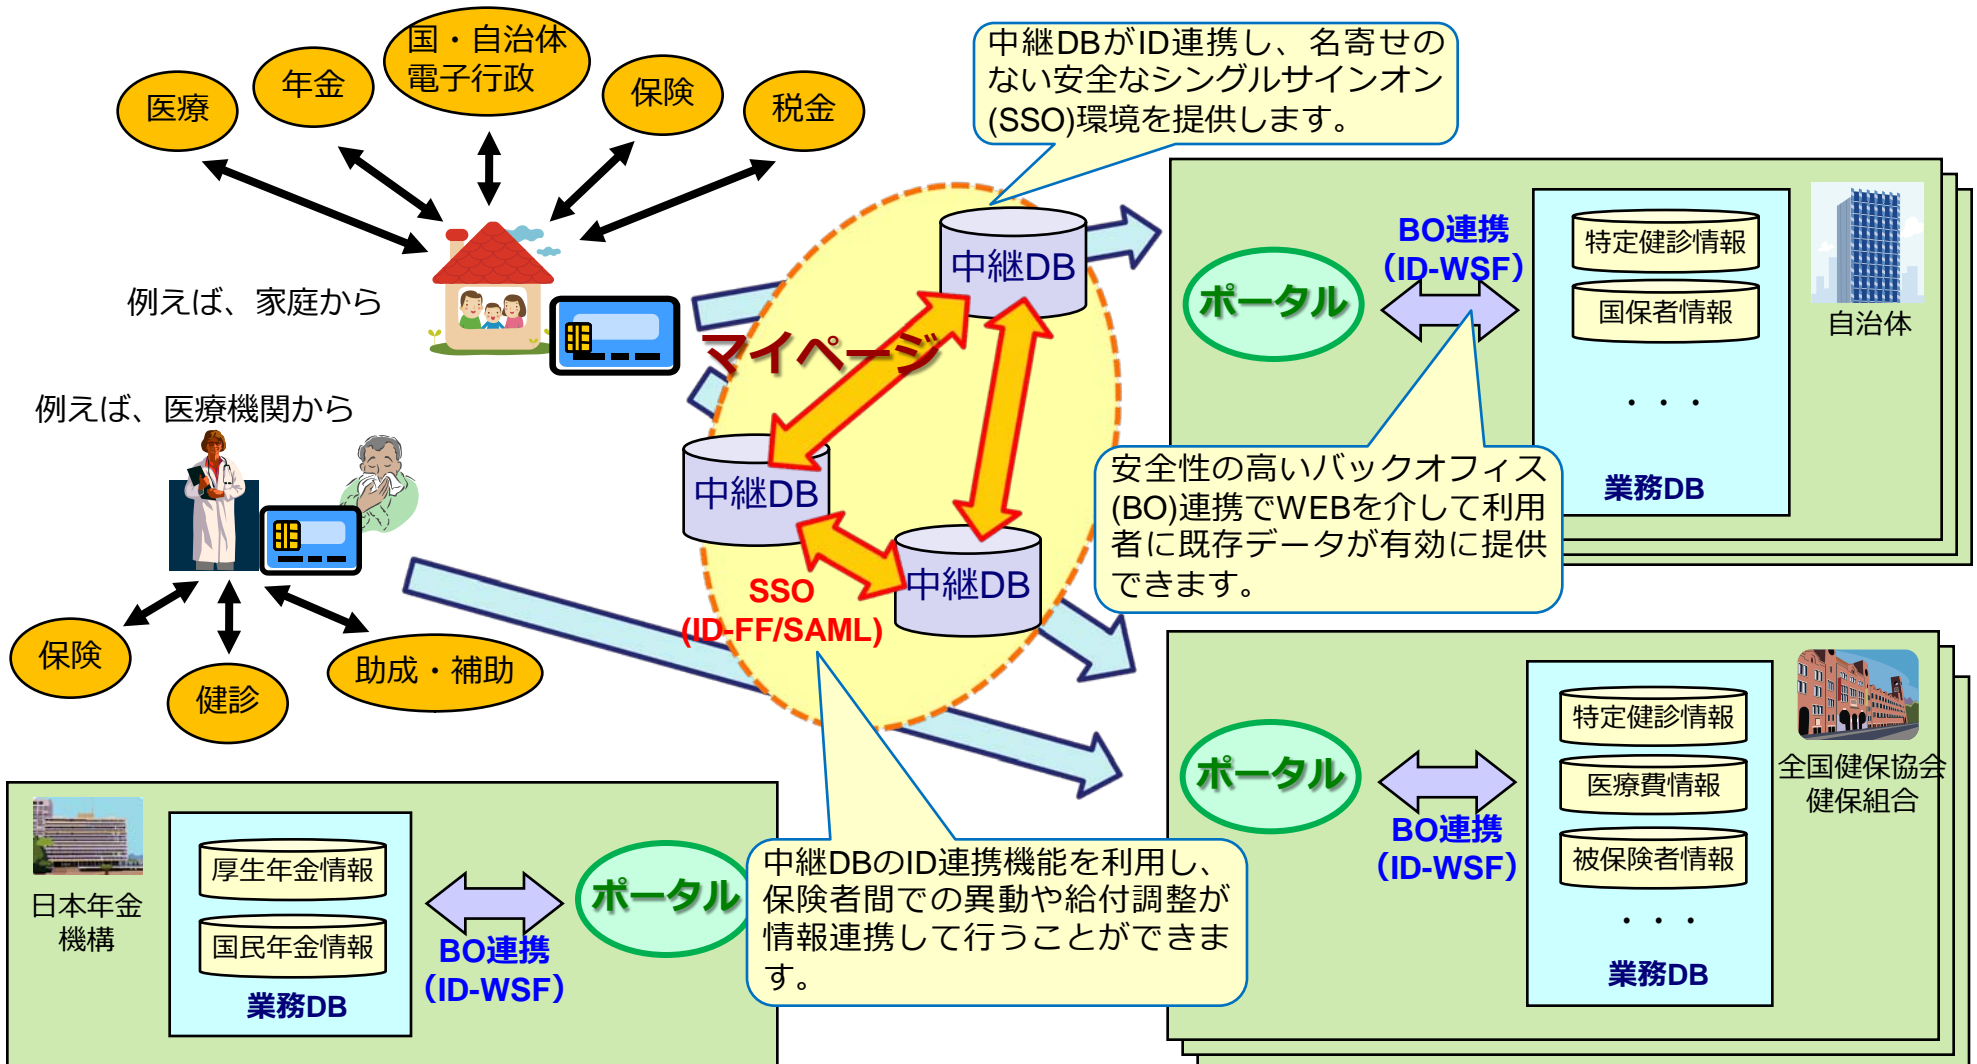 国・自治体
電子行政
医療
年金
保険
税金
中継DBがID連携し、名寄せの
ない安全なシングルサインオン
(SSO)環境を提供します。
例えば、家庭から
マイページ
中継DB
中継DB
中継DB
SSO
(ID-FF/SAML)
例えば、医療機関から
保険
健診
助成・補助
ポータル
BO連携
（ID-WSF）
特定健診情報
国保者情報
・・・
業務DB
自治体
安全性の高いバックオフィス
(BO)連携でWEBを介して利用
者に既存データが有効に提供
できます。
ポータル
BO連携
（ID-WSF）
特定健診情報
医療費情報
被保険者情報
・・・
業務DB
全国健保協会
健保組合
日本年金
機構
厚生年金情報
国民年金情報
業務DB
BO連携
（ID-WSF）
ポータル
中継DBのID連携機能を利用し、
保険者間での異動や給付調整が
情報連携して行うことができま
す。